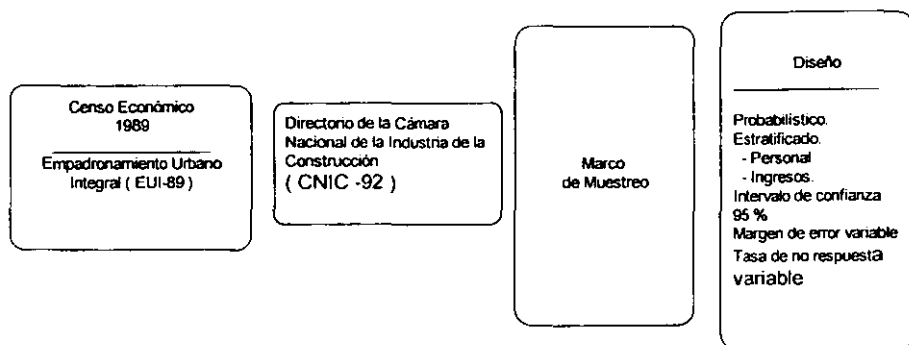 Censo Económico
1989
Empadronamiento Urbano
Integral ( EUI-89 )
Directorio de la Cámara
Nacional de la Industria de la
Construcción
( CNIC -92 )
Marco
de Muestreo
Diseño
Probabilístico.
Estratificado.
- Personal
- Ingresos.
Intervalo de confianza
95 %
Margen de error variable
Tasa de no respuesta
variable